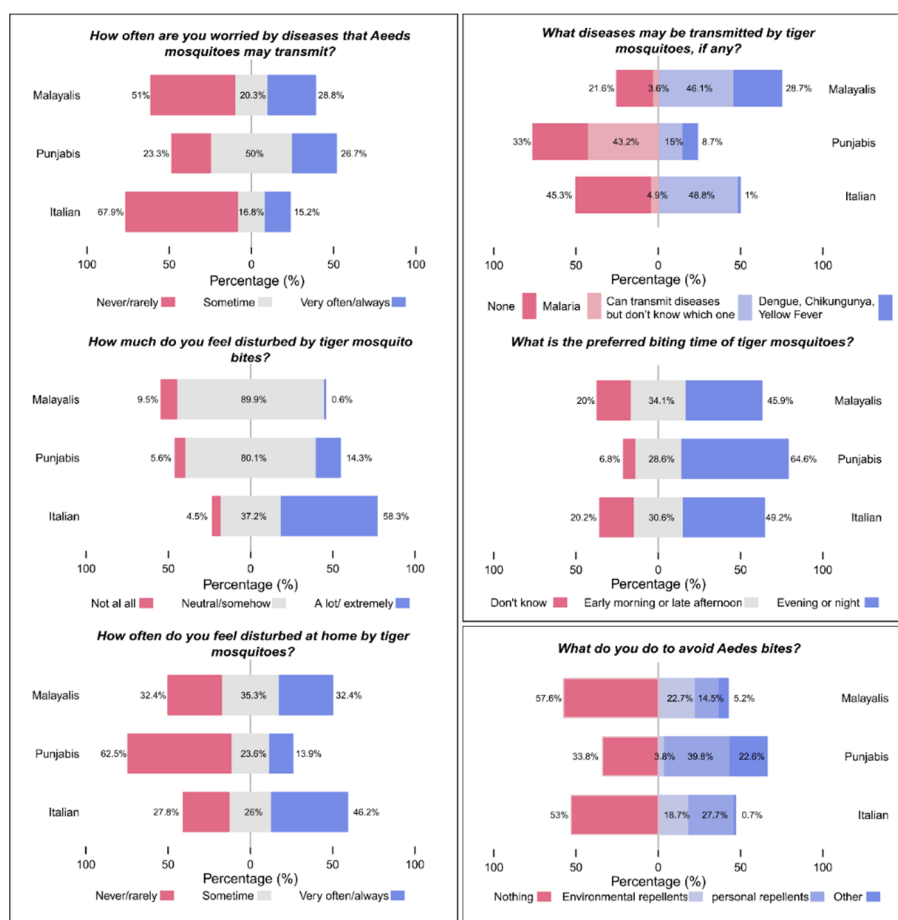 How often are you worried by diseases that Aeeds
mosquitoes may transmit?
Malayalis 51% 20.3% 28.8%
Punjabis 23.3% 50% 26.7%
Italian 67.9% 16.8% 15.2%
100 50 0 50 100
Percentage (%)
Never/rarely Sometime Very often/always
How much do you feel disturbed by tiger mosquito
bites?
Malayalis 9.5% 89.9% 0.6%
Punjabis 5.6% 80.1% 14.3%
Italian 4.5% 37.2% 58.3%
100 50 0 50 100
Percentage (%)
Not al all Neutral/somehow A lot/ extremely
How often do you feel disturbed at home by tiger
mosquitoes?
Malayalis 32.4% 35.3% 32.4%
Punjabis 62.5% 23.6% 13.9%
Italian 27.8% 26% 46.2%
100 50 0 50 100
Percentage (%)
Never/rarely Sometime Very often/always
What diseases may be transmitted by tiger
mosquitoes, if any?
21.6% 3.6% 46.1% 28.7% Malayalis
33% 43.2% 15% 8.7% Punjabis
45.3% 4.9% 48.8% 1% Italian
100 50 0 50 100
Percentage (%)
None Malaria Can transmit diseases
but don't know which one Dengue, Chikungunya,
Yellow Fever
What is the preferred biting time of tiger mosquitoes?
20% 34.1% 45.9% Malayalis
6.8% 28.6% 64.6% Punjabis
20.2% 30.6% 49.2% Italian
100 50 0 50 100
Percentage (%)
Don't know Early morning or late afternoon Evening or night
What do you do to avoid Aedes bites?
57.6% 22.7% 14.5% 5.2% Malayalis
33.8% 3.8% 39.8% 22.6% Punjabis
53% 18.7% 27.7% 0.7% Italian
100 50 0 50 100
Percentage (%)
Nothing Environmental repellents personal repellents Other